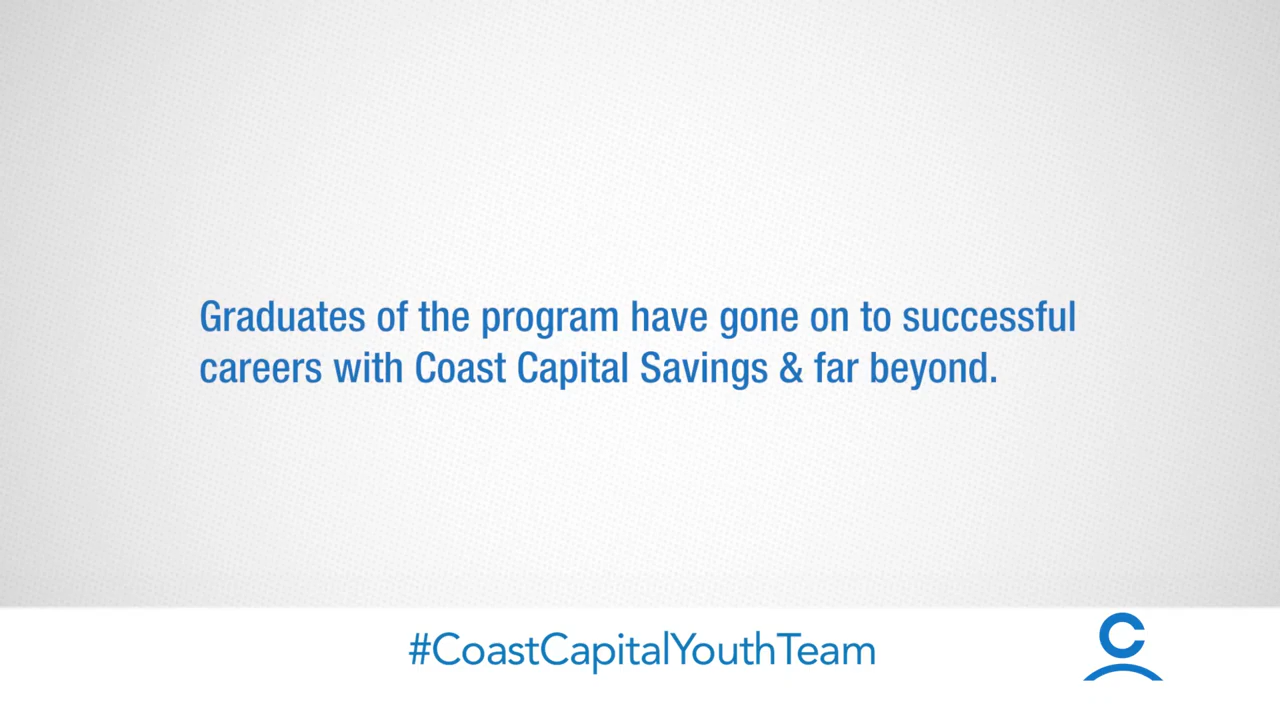 Graduates of the program have gone on to successful
careers with Coast Capital Savings & far beyond.
#CoastCapitalYouthTeam
C